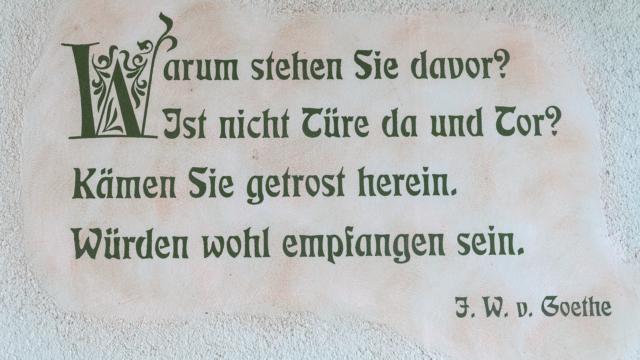 Warum stehen Sie davor?
Ist nicht Türe da und Tor?
Kämen Sie getrost herein.
Würden wohl empfangen sein.
J. W. v. Goethe